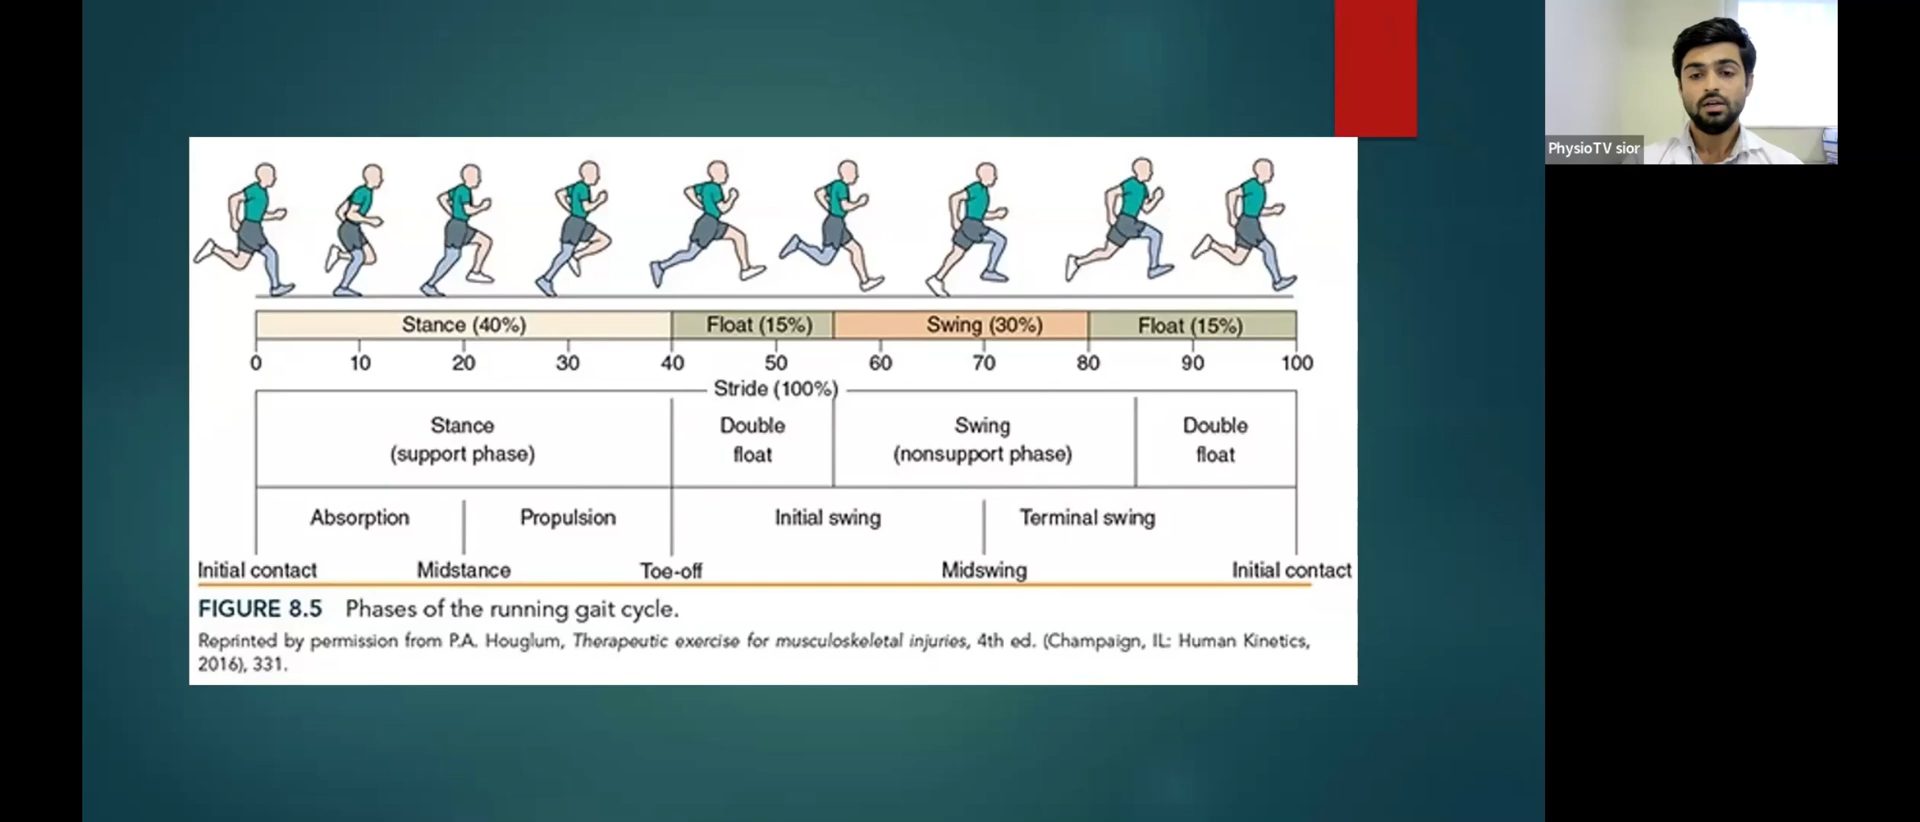 PhysioTV sior
Stance (40%) Float (15%) Swing (30%) Float (15%)
0 10 20 30 40 50 60 70 80 90 100
Stride (100%)
Stance Double Swing Double
(support phase) float (nonsupport phase) float
Absorption Propulsion Initial swing Terminal swing
Initial contact Midstance Toe-off Midswing Initial contact
FIGURE 8.5 Phases of the running gait cycle.
Reprinted by permission from P.A. Houglum, Therapeutic exercise for musculoskeletal injuries, 4th ed. (Champaign, IL: Human Kinetics,
2016), 331.